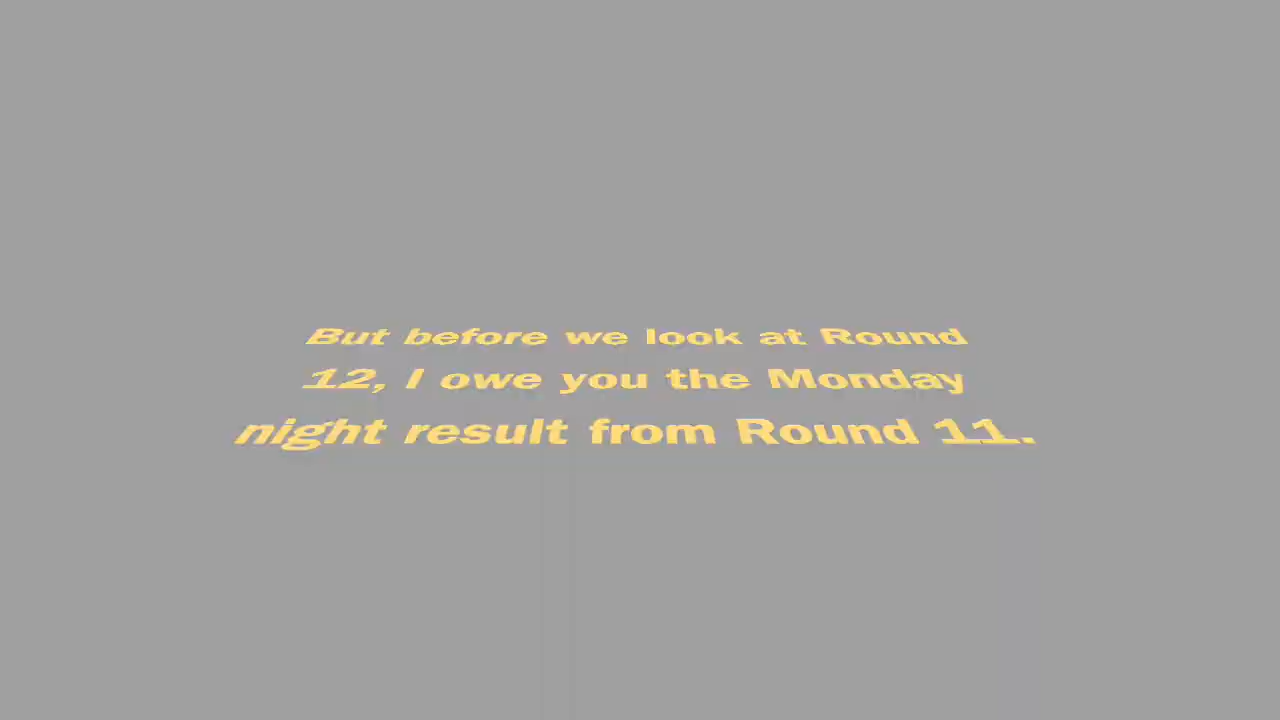 But before we look at Round
12, I owe you the Monday
night result from Round 11.